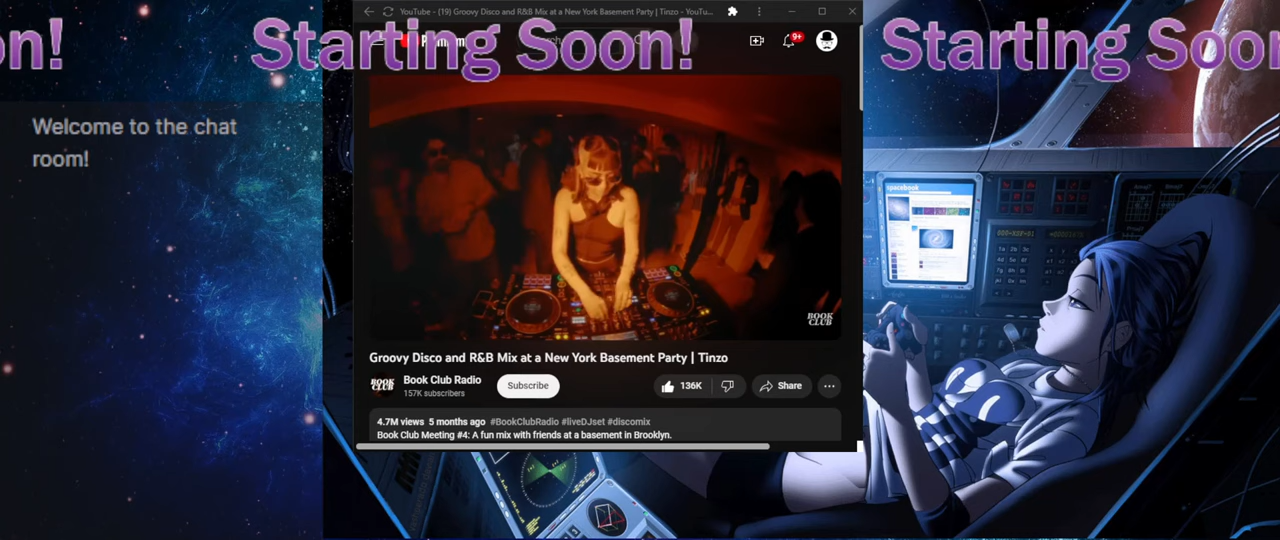 on!
Starting Soon!
Starting Soon
Welcome to the chat
room!
YouTube - (19) Groovy Disco and R&B Mix at a New York Basement Party | Tinzo - YouTu...
9+
BOOK
CLUB
Groovy Disco and R&B Mix at a New York Basement Party | Tinzo
BOOK
CLUB
Book Club Radio
157K subscribers
Subscribe
136K
Share
4.7M views 5 months ago #BookClubRadio #liveDJset #discomix
Book Club Meeting #4: A fun mix with friends at a basement in Brooklyn.
spacebook